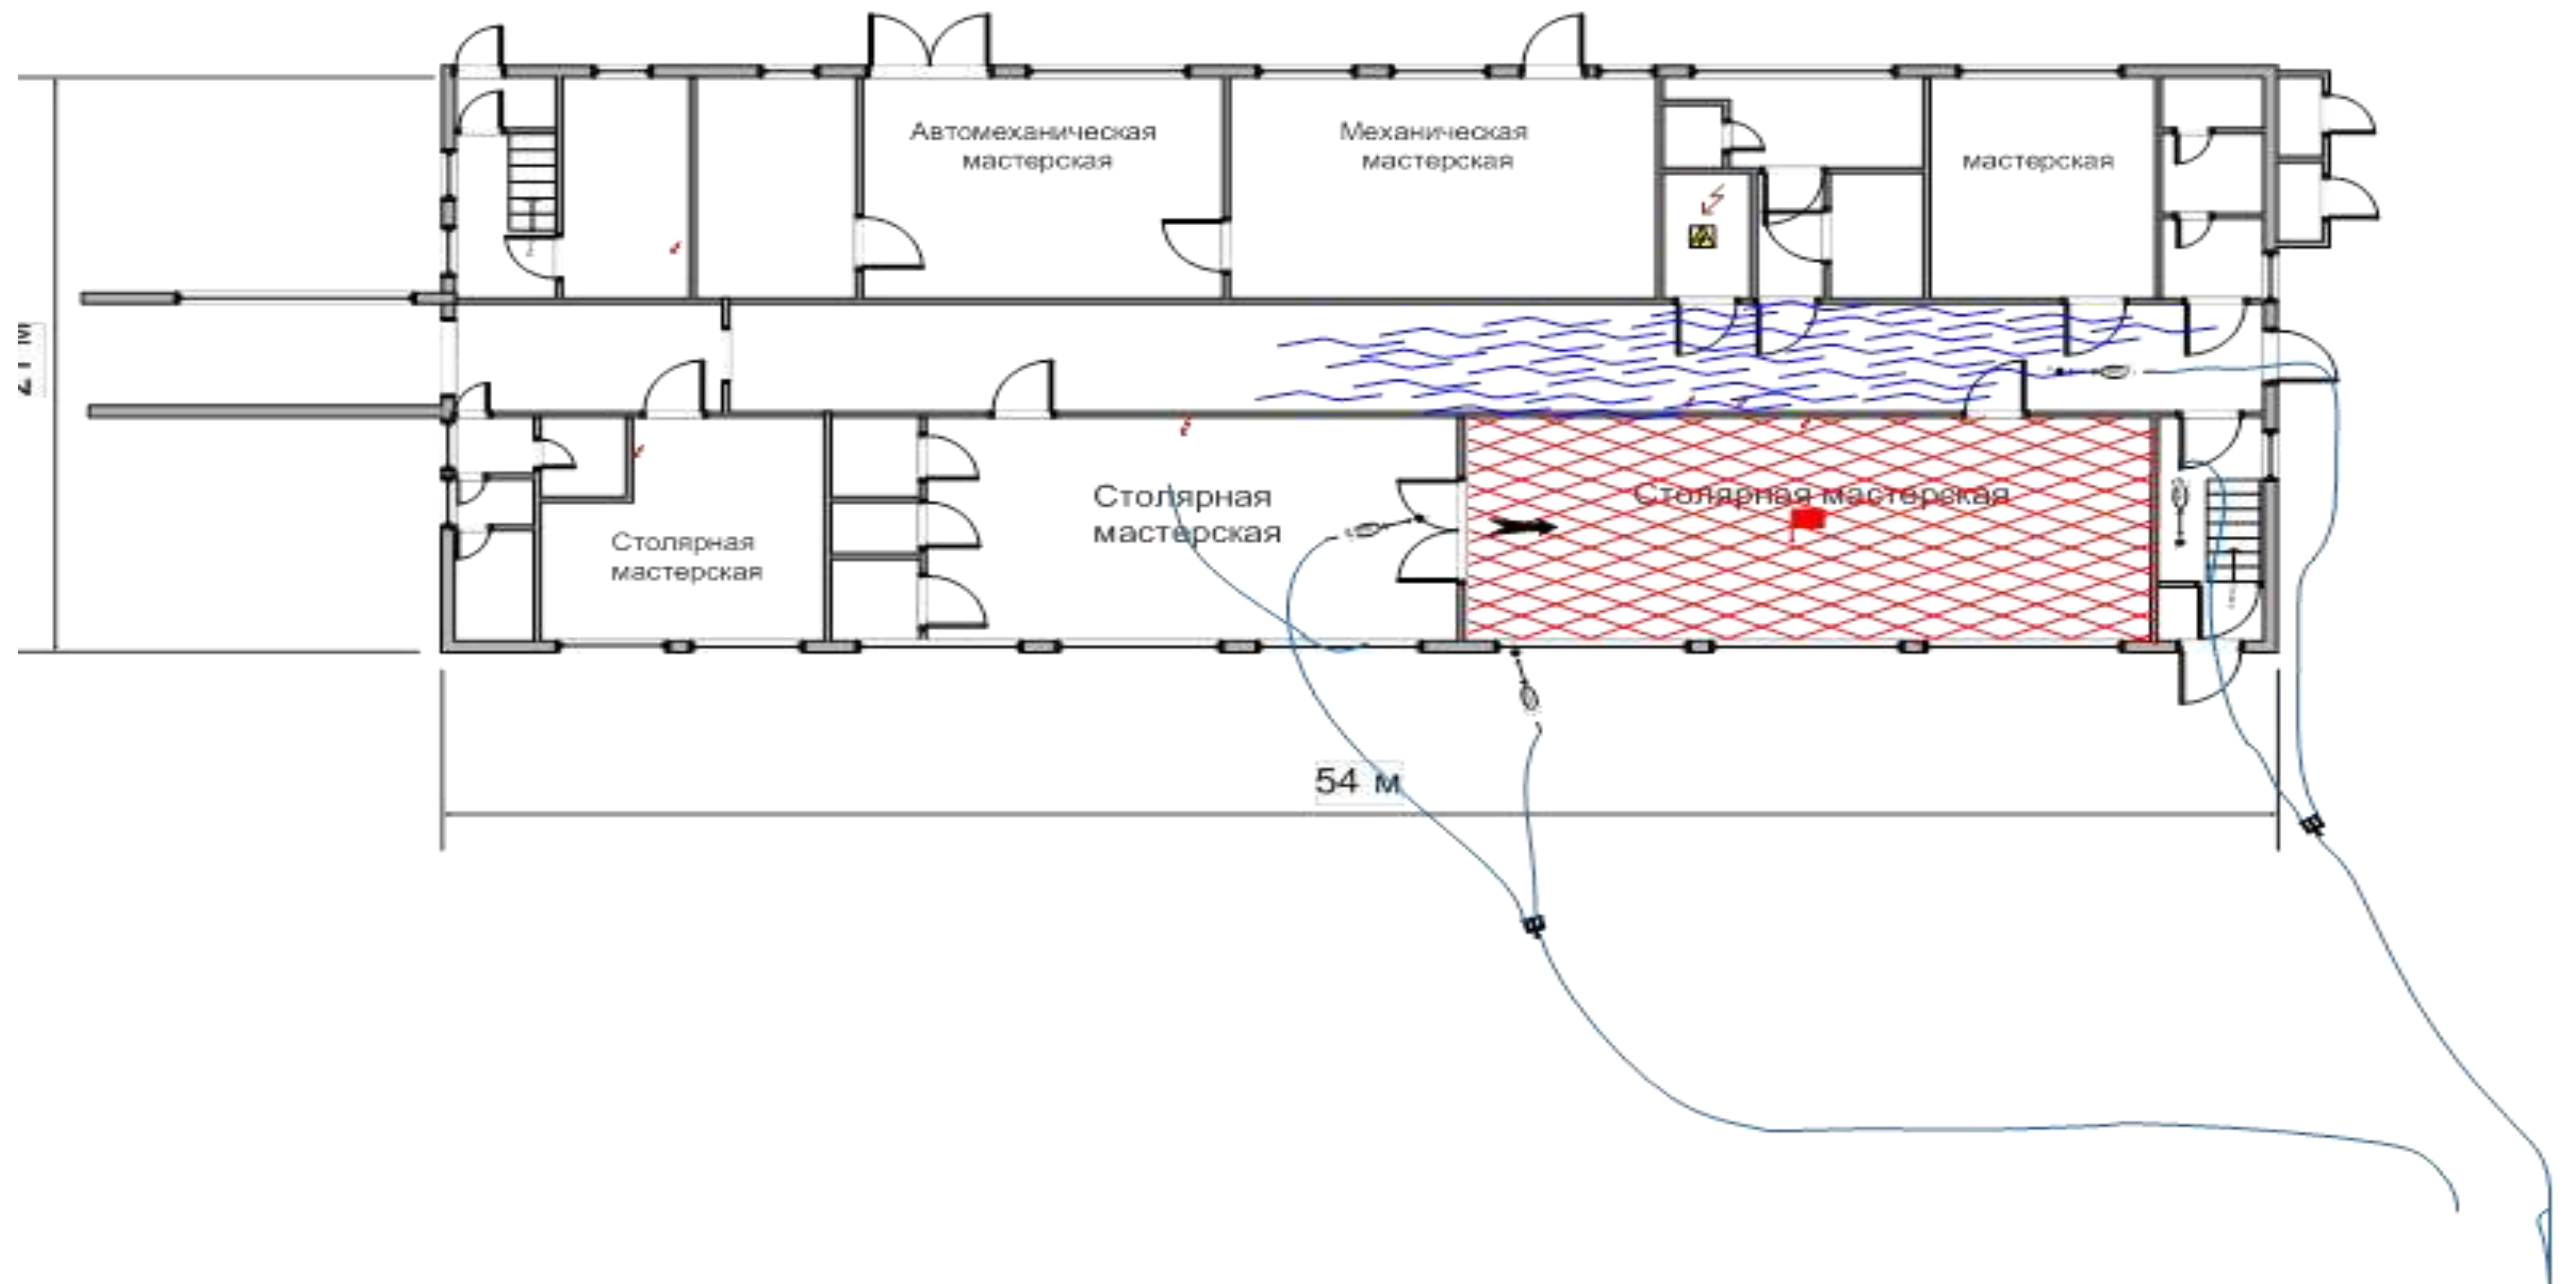 Автомеханическая
мастерская
Механическая
мастерская
мастерская
Столярная
мастерская
Столярная
мастерская
Столярная мастерская
54 м